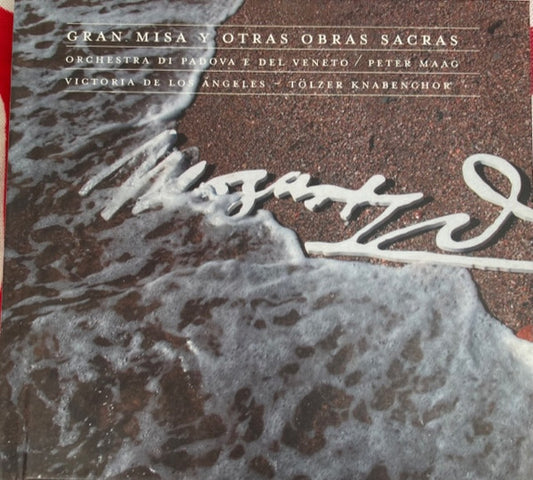 GRAN MISA Y OTRAS OBRAS SACRAS
ORCHESTRA DI PADOVA E DEL VENETO / PETER MAAG
VICTORIA DE LOS ÁNGELES – TÖLZER KNABENCHOR
Mozart